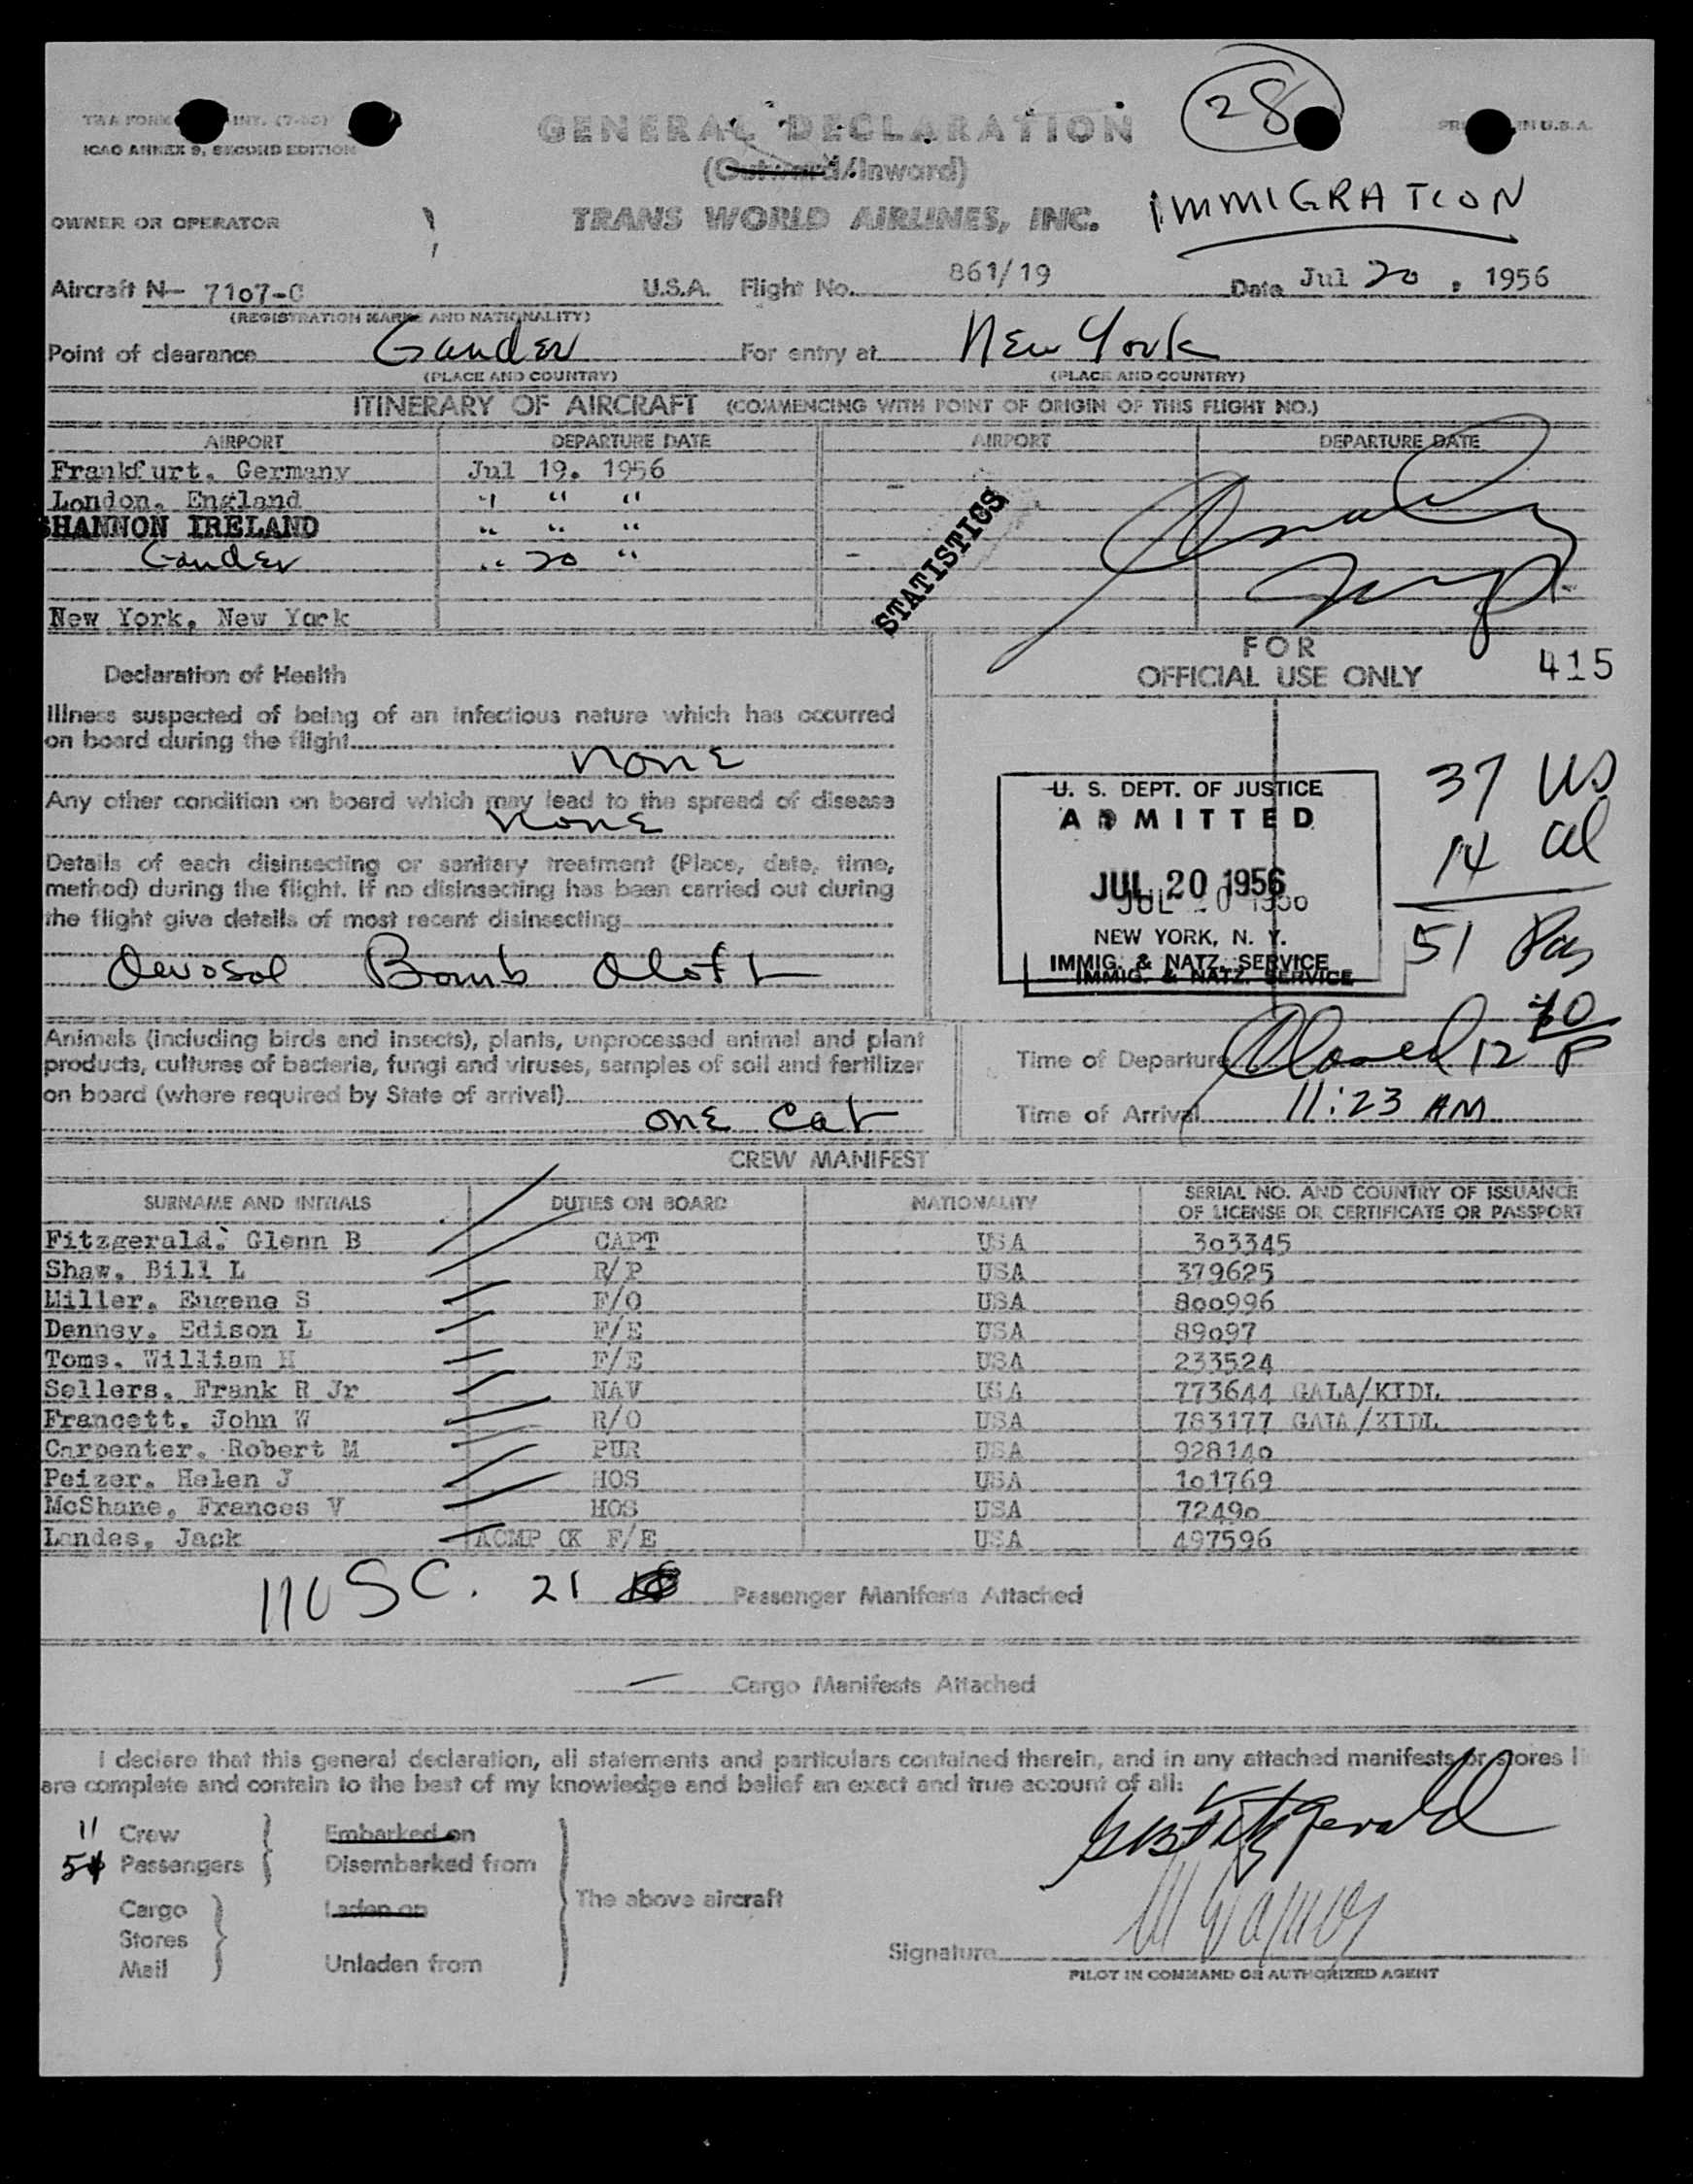 TWA FORM INT. (7-55)
ICAO ANNEX 9, SECOND EDITION
28
IN U.S.A.
GENERAL DECLARATION
(Outward/Inward)
IMMIGRATION
OWNER OR OPERATOR
TRANS WORLD AIRLINES, INC.
Aircraft N- 7107-C U.S.A. Flight No. 861/19 Date Jul 20, 1956
(REGISTRATION MARKS AND NATIONALITY)
Point of clearance Gander For entry at New York
(PLACE AND COUNTRY) (PLACE AND COUNTRY)
ITINERARY OF AIRCRAFT (COMMENCING WITH POINT OF ORIGIN OF THIS FLIGHT NO.)
AIRPORT DEPARTURE DATE AIRPORT DEPARTURE DATE
Frankfurt, Germany Jul 19, 1956
London, England " " "
SHANNON IRELAND " " "
Gander " 20 "
New York, New York
STATISTICS
FOR
OFFICIAL USE ONLY 415
Declaration of Health
Illness suspected of being of an infectious nature which has occurred
on board during the flight
none
Any other condition on board which may lead to the spread of disease
none
Details of each disinsecting or sanitary treatment (Place, date, time,
method) during the flight. If no disinsecting has been carried out during
the flight give details of most recent disinsecting
Aerosol Bomb Aloft
U. S. DEPT. OF JUSTICE
ADMITTED
JUL 20 1956
NEW YORK, N. Y.
IMMIG. & NATZ. SERVICE
IMMIG. & NATZ. SERVICE
37 US
14 al
51 Pas
Animals (including birds and insects), plants, unprocessed animal and plant
products, cultures of bacteria, fungi and viruses, samples of soil and fertilizer
on board (where required by State of arrival)
one cat
Time of Departure Closed 12 P
Time of Arrival 11:23 AM
CREW MANIFEST
SURNAME AND INITIALS DUTIES ON BOARD NATIONALITY SERIAL NO. AND COUNTRY OF ISSUANCE
OF LICENSE OR CERTIFICATE OR PASSPORT
Fitzgerald, Glenn B CAPT USA 303345
Shaw, Bill L R/P USA 379625
Miller, Eugene S F/O USA 800996
Denney, Edison L F/E USA 89097
Toms, William H F/E USA 233524
Sellers, Frank R Jr NAV USA 773644 GALA/KIDL
Francett, John W R/O USA 783177 GALA/KIDL
Carpenter, Robert M PUR USA 928140
Peizer, Helen J HOS USA 101769
McShane, Frances V HOS USA 72490
Landes, Jack ACMP CK F/E USA 497596
11USC. 21 Passenger Manifests Attached
Cargo Manifests Attached
I declare that this general declaration, all statements and particulars contained therein, and in any attached manifests or stores li
are complete and contain to the best of my knowledge and belief an exact and true account of all:
11 Crew Embarked on
Passengers Disembarked from
Cargo Laden on
The above aircraft
Stores
Mail Unladen from
GB Fitzgerald
Signature
PILOT IN COMMAND OR AUTHORIZED AGENT